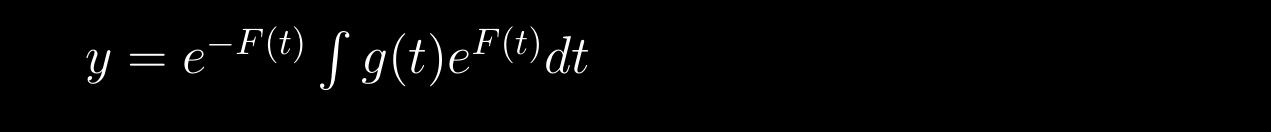 y = e^{-F(t)} ∫ g(t)e^{F(t)}dt